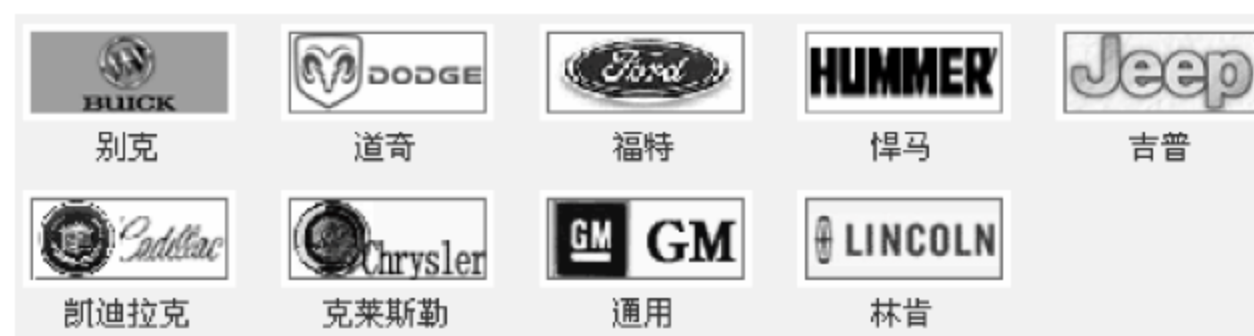 BUICK
DODGE
Ford
HUMMER
Jeep
别克
道奇
福特
悍马
吉普
Cadillac
Chrysler
GM GM
LINCOLN
凯迪拉克
克莱斯勒
通用
林肯